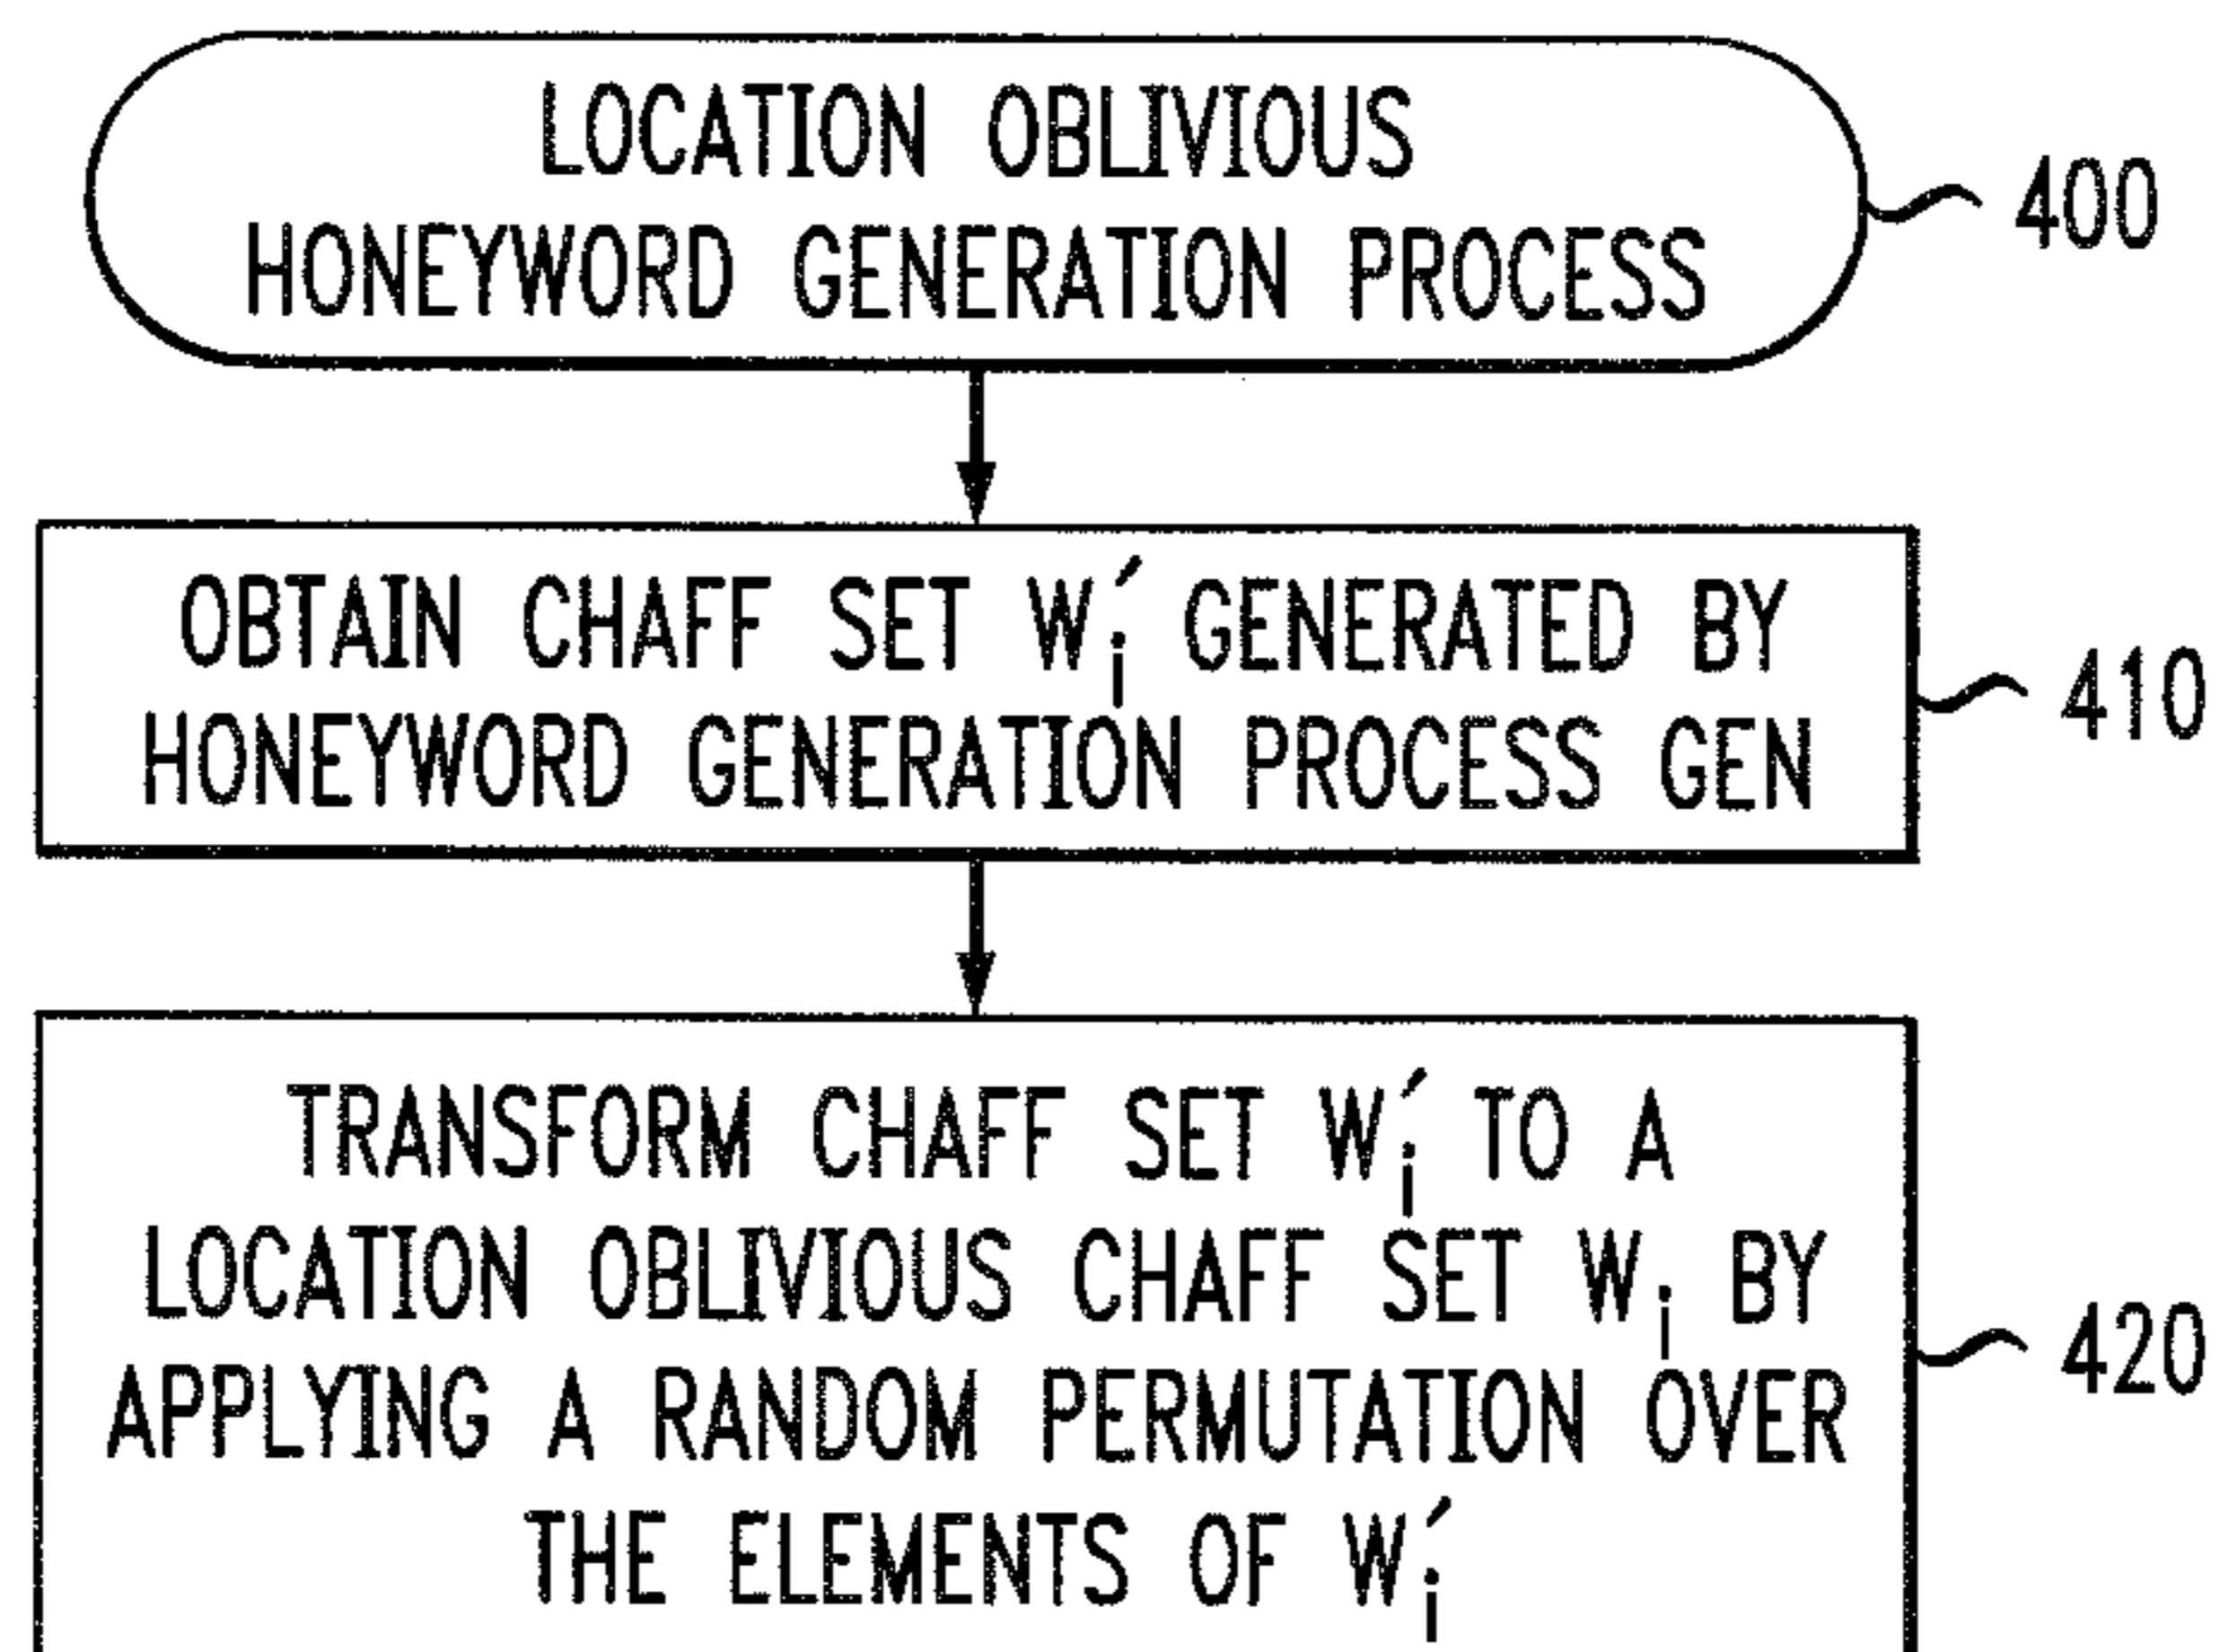 LOCATION OBLIVIOUS
HONEYWORD GENERATION PROCESS
400
OBTAIN CHAFF SET W′i GENERATED BY
HONEYWORD GENERATION PROCESS GEN
410
TRANSFORM CHAFF SET W′i TO A
LOCATION OBLIVIOUS CHAFF SET Wi BY
APPLYING A RANDOM PERMUTATION OVER
THE ELEMENTS OF W′i
420